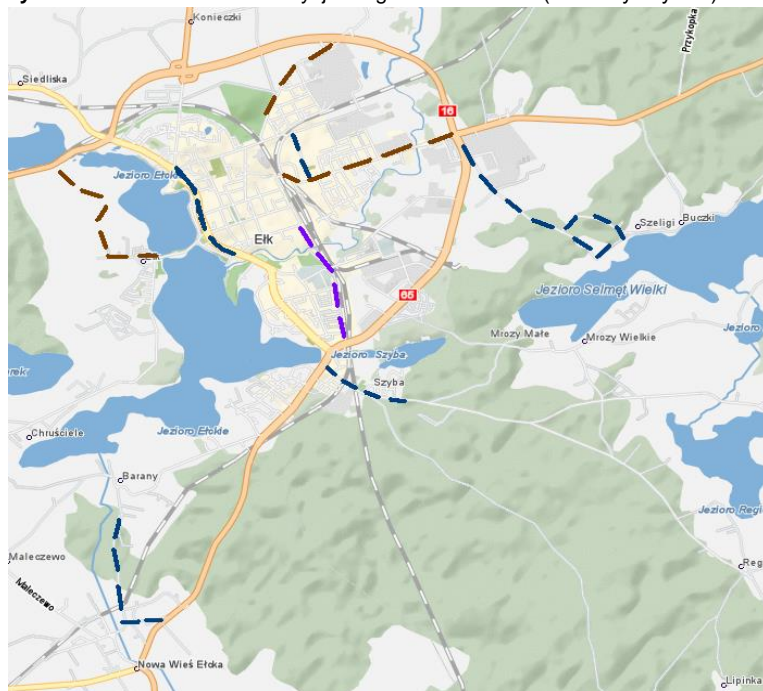 Konieczki
Przykopka
Siedliska
16
Jezioro Ełckie
Szeligi
Buczki
Ełk
Jezioro Selmęt Wielki
65
Jezioro
Mrozy Małe
Mrozy Wielkie
Jezioro Szyba
Szyba
Chruściele
Jezioro Ełckie
Barany
Jezioro Regi
Maleczewo
Reg
Maleczewo
Nowa Wieś Ełcka
Lipinka